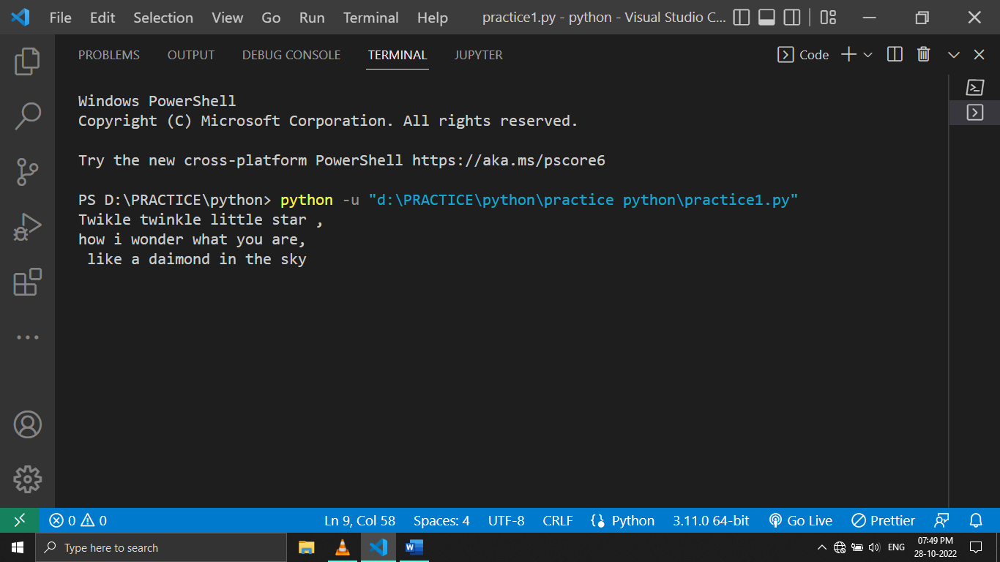 File Edit Selection View Go Run Terminal Help practice1.py - python - Visual Studio C...
PROBLEMS OUTPUT DEBUG CONSOLE TERMINAL JUPYTER Code
Windows PowerShell
Copyright (C) Microsoft Corporation. All rights reserved.
Try the new cross-platform PowerShell https://aka.ms/pscore6
PS D:\PRACTICE\python> python -u "d:\PRACTICE\python\practice python\practice1.py"
Twikle twinkle little star ,
how i wonder what you are,
 like a daimond in the sky
0 0 Ln 9, Col 58 Spaces: 4 UTF-8 CRLF Python 3.11.0 64-bit Go Live Prettier
Type here to search ENG 07:49 PM
28-10-2022